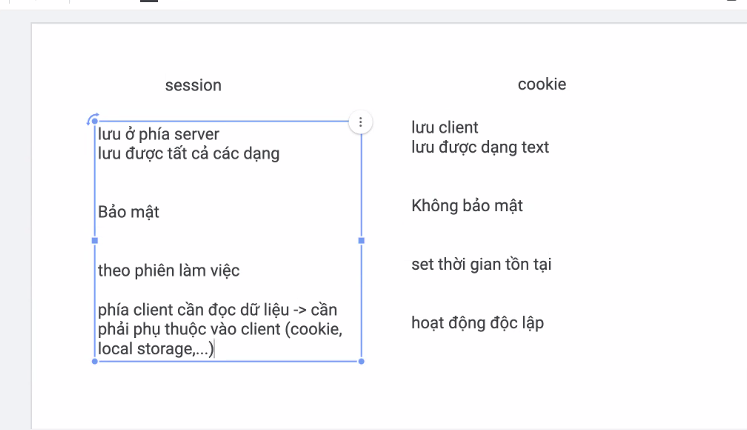 session
lưu ở phía server
lưu được tất cả các dạng
Bảo mật
theo phiên làm việc
phía client cần đọc dữ liệu -> cần
phải phụ thuộc vào client (cookie,
local storage,...)
cookie
lưu client
lưu được dạng text
Không bảo mật
set thời gian tồn tại
hoạt động độc lập